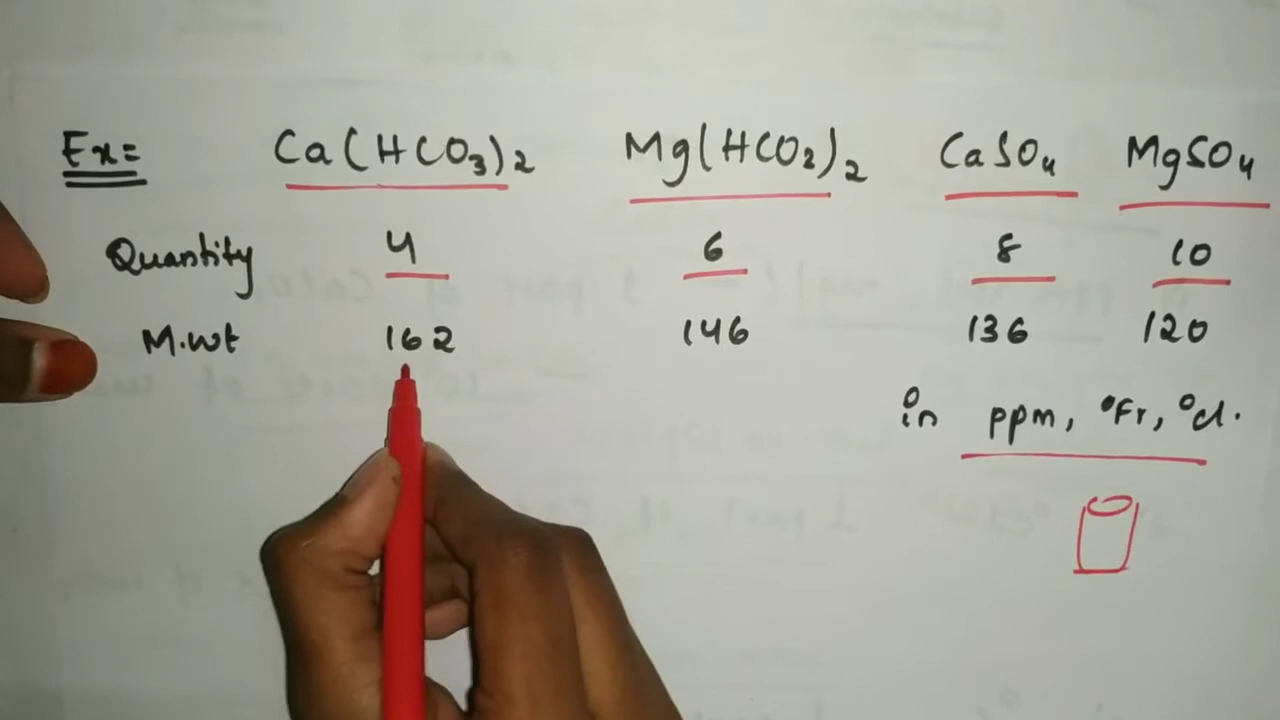 Ex=  Ca(HCO₃)₂  Mg(HCO₃)₂  CaSO₄  MgSO₄
Quantity  4  6  8  10
M.wt  162  146  136  120
in ppm, °Fr, °cl.